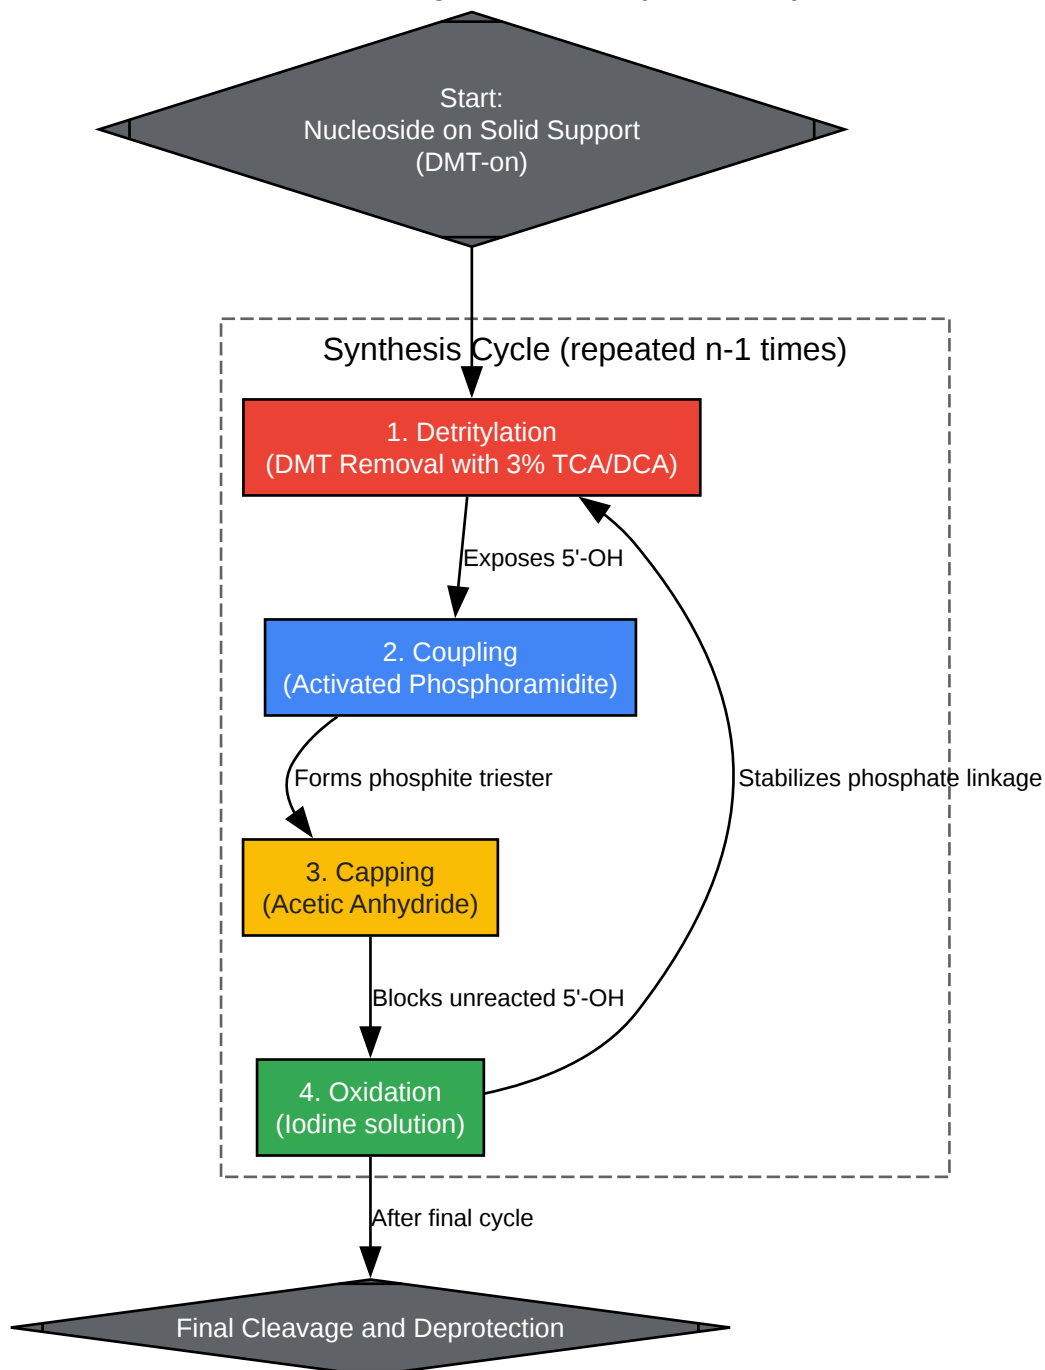 Start:
Nucleoside on Solid Support
(DMT-on)
Synthesis Cycle (repeated n-1 times)
1. Detritylation
(DMT Removal with 3% TCA/DCA)
Exposes 5'-OH
2. Coupling
(Activated Phosphoramidite)
Forms phosphite triester
Stabilizes phosphate linkage
3. Capping
(Acetic Anhydride)
Blocks unreacted 5'-OH
4. Oxidation
(Iodine solution)
After final cycle
Final Cleavage and Deprotection